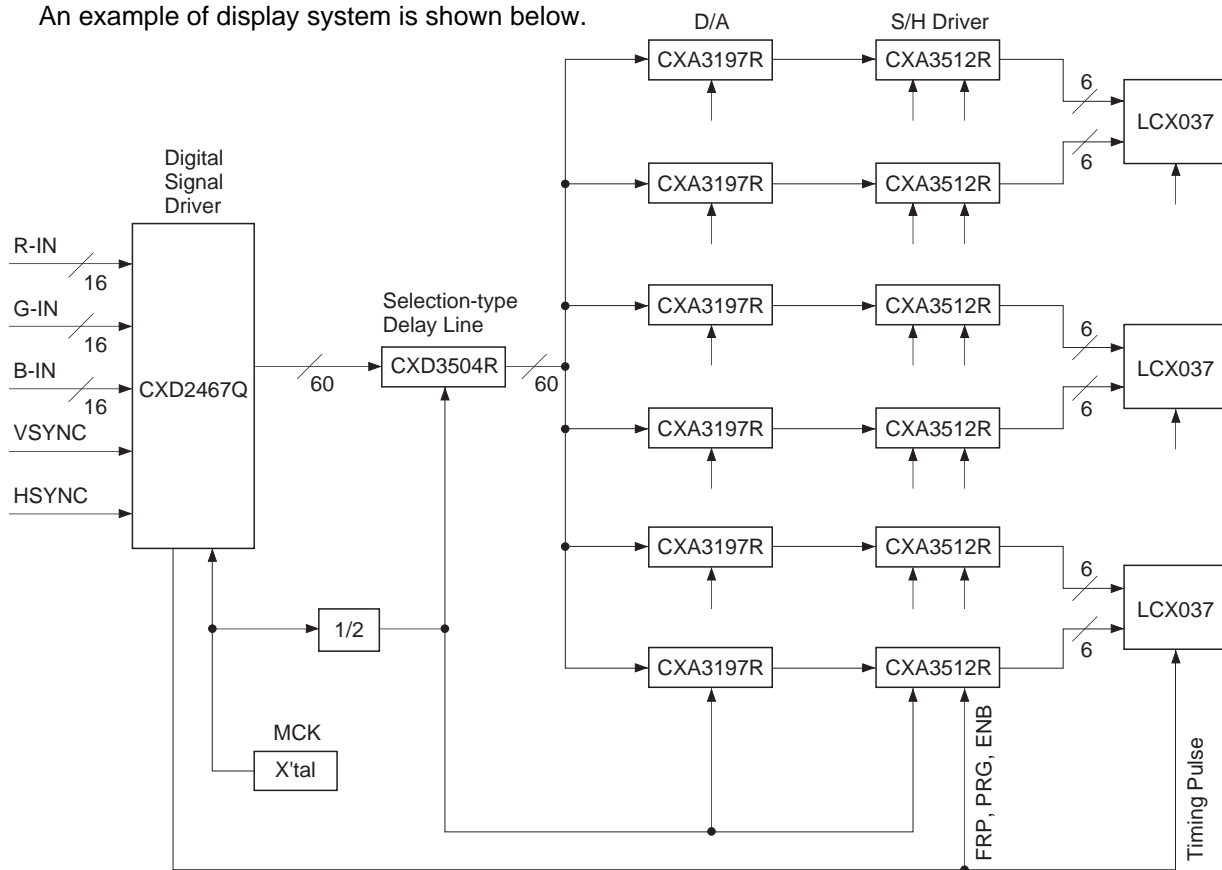 An example of display system is shown below.
D/A
S/H Driver
CXA3197R
CXA3512R
6
LCX037
6
CXA3197R
CXA3512R
Digital
Signal
Driver
R-IN
16
G-IN
16
B-IN
16
VSYNC
HSYNC
CXD2467Q
60
Selection-type
Delay Line
CXD3504R
60
CXA3197R
CXA3512R
6
LCX037
6
CXA3197R
CXA3512R
CXA3197R
CXA3512R
6
LCX037
6
CXA3197R
CXA3512R
1/2
MCK
X'tal
FRP, PRG, ENB
Timing Pulse